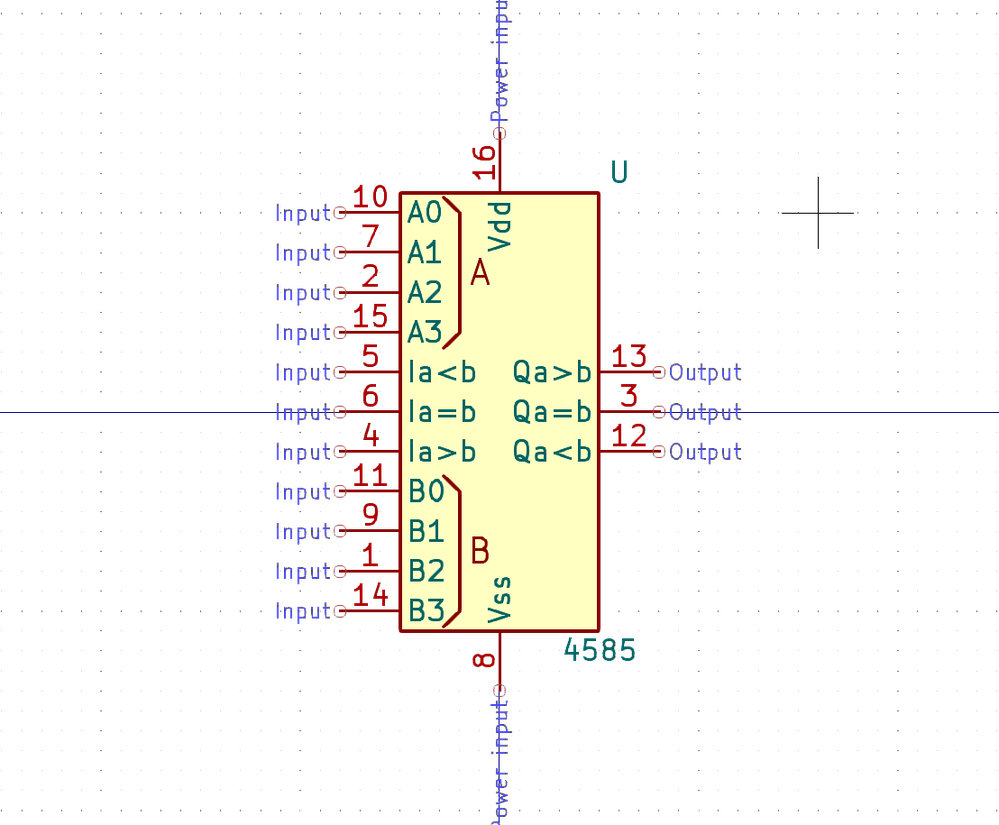 Power input
16
U
Input 10 A0 Vdd
Input 7 A1
A
Input 2 A2
Input 15 A3
Input 5 Ia<b Qa>b 13 Output
Input 6 Ia=b Qa=b 3 Output
Input 4 Ia>b Qa<b 12 Output
Input 11 B0
Input 9 B1
B
Input 1 B2
Input 14 B3 Vss
4585
8
Power input